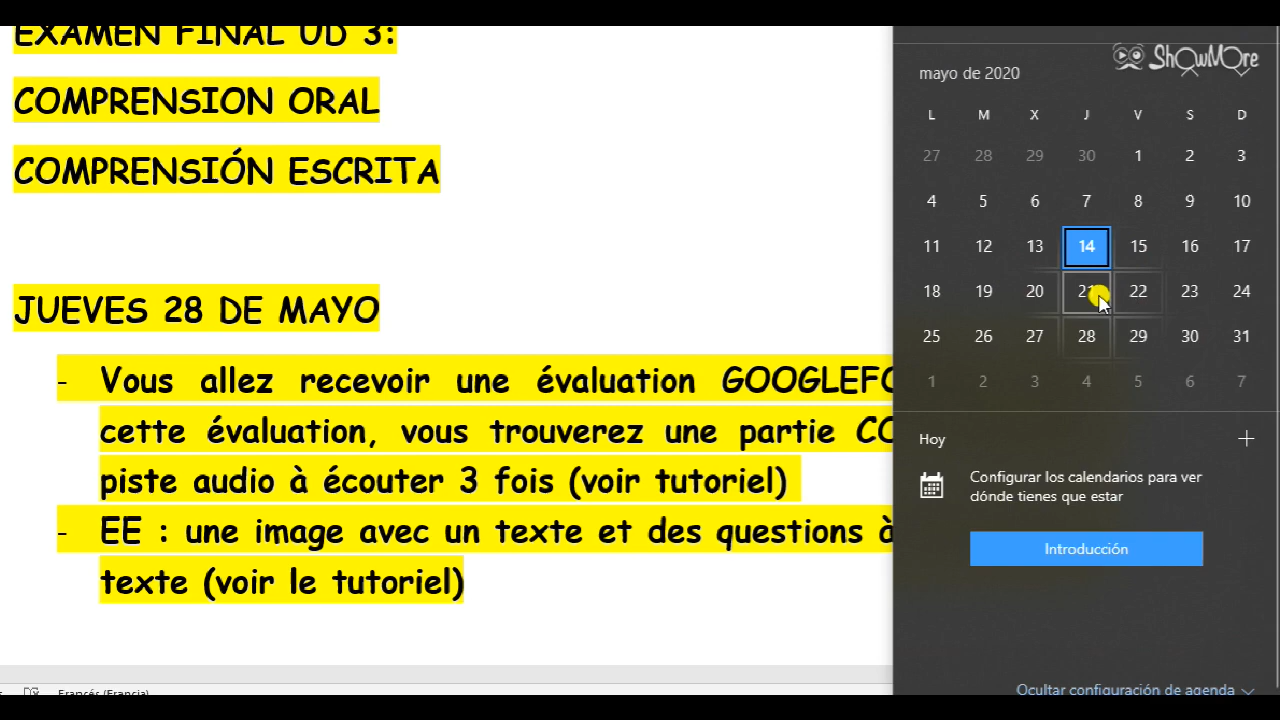 EXAMEN FINAL UD 3:
COMPRENSION ORAL
COMPRENSIÓN ESCRITA
JUEVES 28 DE MAYO
- Vous allez recevoir une évaluation
cette évaluation, vous trouverez une partie
piste audio à écouter 3 fois (voir tutoriel)
- EE : une image avec un texte et des questions à
texte (voir le tutoriel)
Francés (Francia)
ShowMore
mayo de 2020
L M X J V S D
27 28 29 30 1 2 3
4 5 6 7 8 9 10
11 12 13 14 15 16 17
18 19 20 21 22 23 24
25 26 27 28 29 30 31
1 2 3 4 5 6 7
Hoy +
Configurar los calendarios para ver
dónde tienes que estar
Introducción
Ocultar configuración de agenda